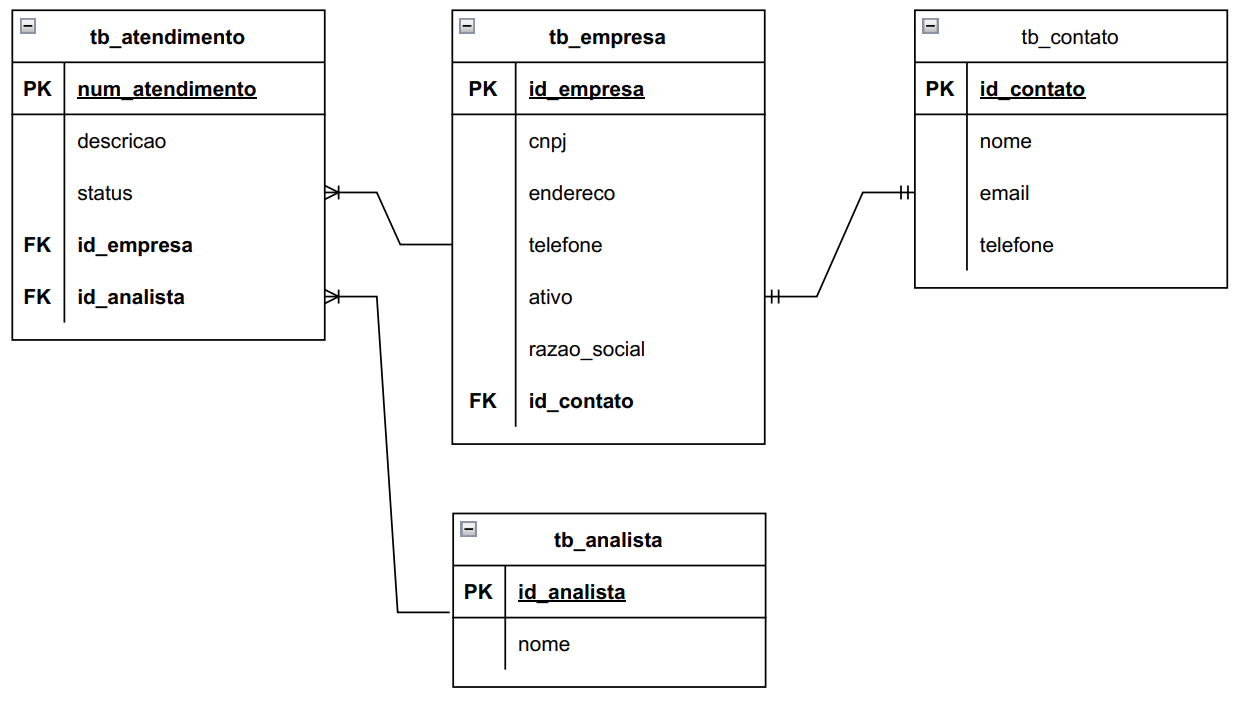 tb_atendimento
PK num_atendimento
descricao
status
FK id_empresa
FK id_analista
tb_empresa
PK id_empresa
cnpj
endereco
telefone
ativo
razao_social
FK id_contato
tb_contato
PK id_contato
nome
email
telefone
tb_analista
PK id_analista
nome